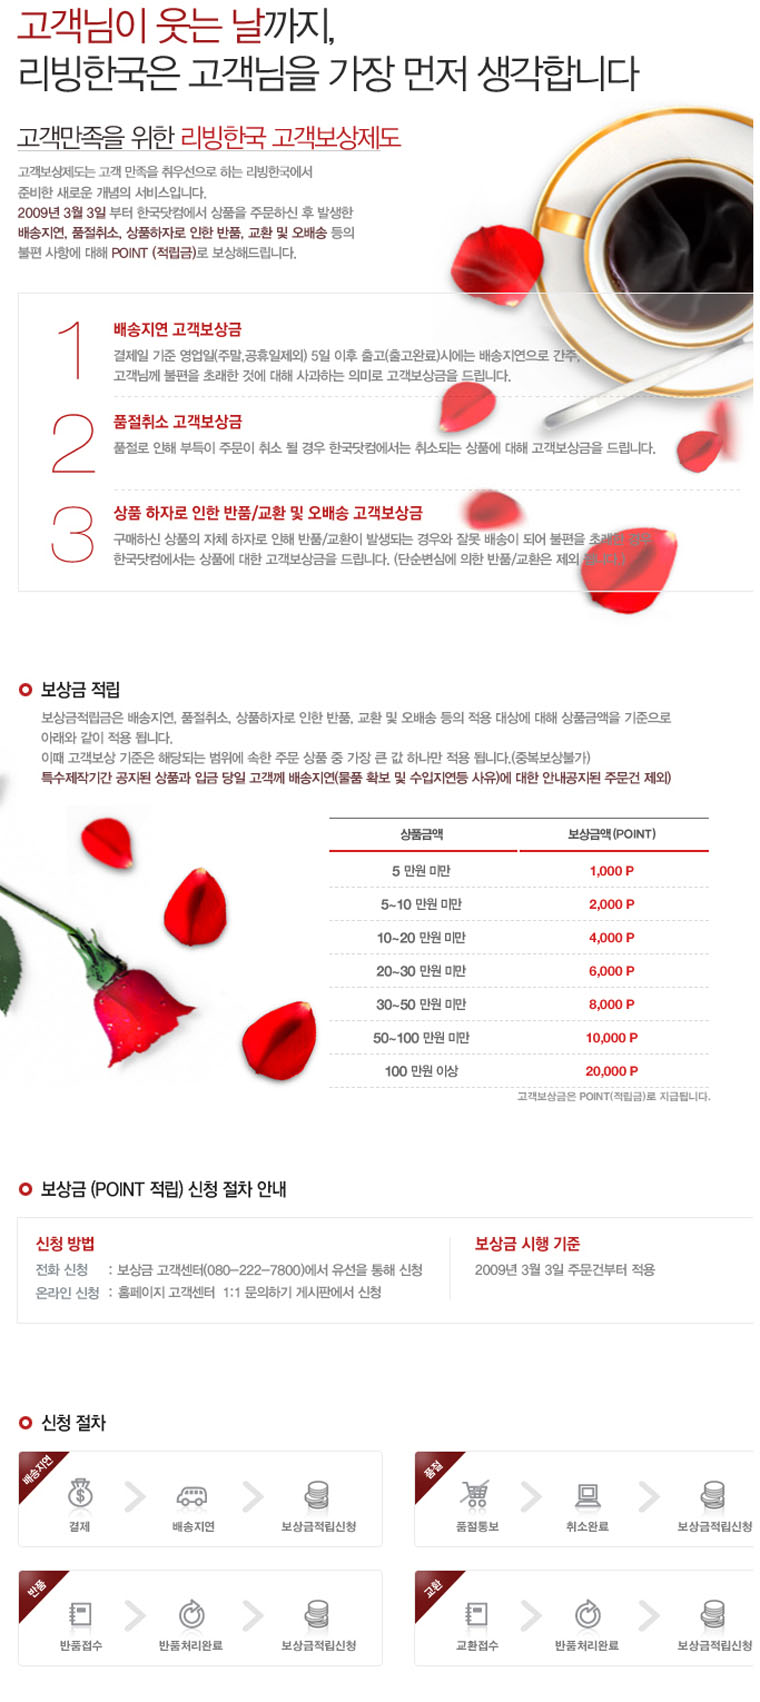 고객님이 웃는 날까지,
리빙한국은 고객님을 가장 먼저 생각합니다
고객만족을 위한 리빙한국 고객보상제도
고객보상제도는 고객 만족을 춰우선으로 하는 리빙한국에서
준비한 새로운 개념의 서비스입니다.
2009년 3월 3일 부터 한국닷컴에서 상품을 주문하신 후 발생한
배송지연, 품절취소, 상품하자로 인한 반품, 교환 및 오배송 등의
불편 사항에 대해 POINT (적립금)로 보상해드립니다.
1 배송지연 고객보상금
결제일 기준 영업일(주말,공휴일제외) 5일 이후 출고(출고완료)시에는 배송지연으로 간주,
고객님께 불편을 초래한 것에 대해 사과하는 의미로 고객보상금을 드립니다.
2 품절취소 고객보상금
품절로 인해 부득이 주문이 취소 될 경우 한국닷컴에서는 취소되는 상품에 대해 고객보상금을 드립니다.
3 상품 하자로 인한 반품/교환 및 오배송 고객보상금
구매하신 상품의 자체 하자로 인해 반품/교환이 발생되는 경우와 잘못 배송이 되어 불편을 초래한 경우
한국닷컴에서는 상품에 대한 고객보상금을 드립니다. (단순변심에 의한 반품/교환은 제외 됩니다.)
보상금 적립
보상금적립금은 배송지연, 품절취소, 상품하자로 인한 반품, 교환 및 오배송 등의 적용 대상에 대해 상품금액을 기준으로
아래와 같이 적용 됩니다.
이때 고객보상 기준은 해당되는 범위에 속한 주문 상품 중 가장 큰 값 하나만 적용 됩니다.(중복보상불가)
특수제작기간 공지된 상품과 입금 당일 고객께 배송지연(물품 확보 및 수입지연등 사유)에 대한 안내공지된 주문건 제외)
상품금액 보상금액(POINT)
5 만원 미만 1,000 P
5~10 만원 미만 2,000 P
10~20 만원 미만 4,000 P
20~30 만원 미만 6,000 P
30~50 만원 미만 8,000 P
50~100 만원 미만 10,000 P
100 만원 이상 20,000 P
고객보상금은 POINT(적립금)로 지급됩니다.
보상금 (POINT 적립) 신청 절차 안내
신청 방법
전화 신청 : 보상금 고객센터(080-222-7800)에서 유선을 통해 신청
온라인 신청 : 홈페이지 고객센터 1:1 문의하기 게시판에서 신청
보상금 시행 기준
2009년 3월 3일 주문건부터 적용
신청 절차
배송지연
결제 배송지연 보상금적립신청
품절
품절통보 취소완료 보상금적립신청
반품
반품접수 반품처리완료 보상금적립신청
교환
교환접수 반품처리완료 보상금적립신청